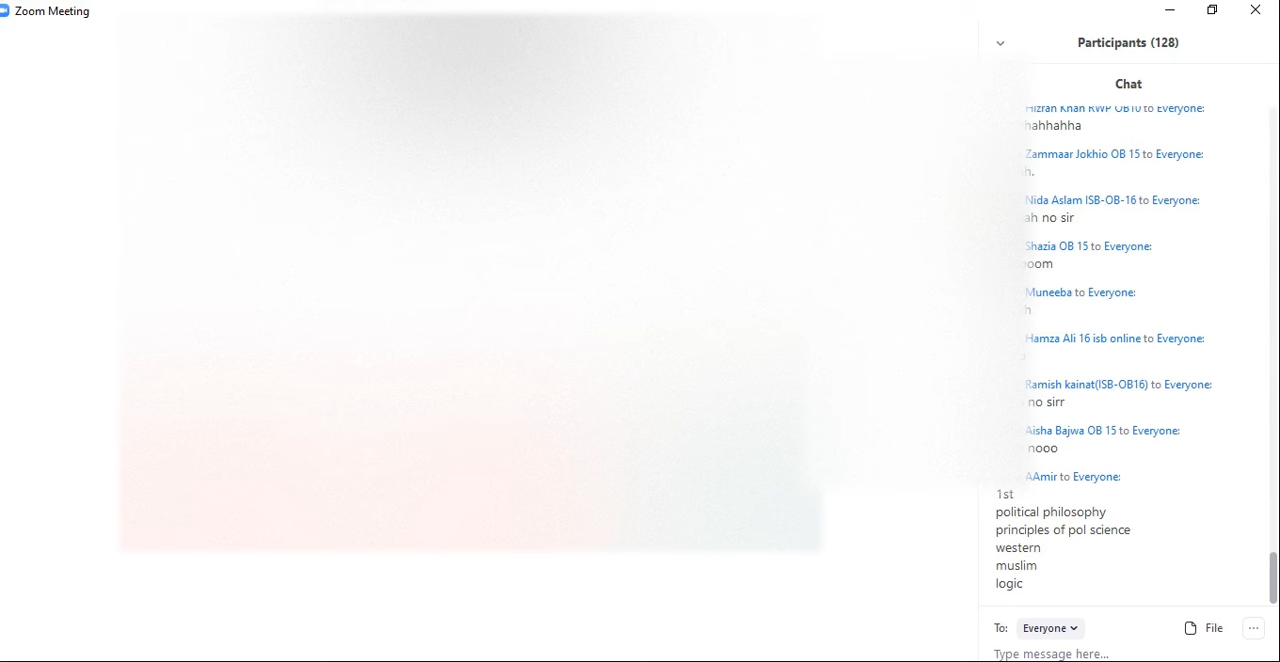 Zoom Meeting
Participants (128)
Chat
Hizran Khan RWP OB10 to Everyone:
hahhahha
Zammaar Jokhio OB 15 to Everyone:
h.
Nida Aslam ISB-OB-16 to Everyone:
ah no sir
Shazia OB 15 to Everyone:
ooom
Muneeba to Everyone:
h
Hamza Ali 16 isb online to Everyone:
Ramish kainat(ISB-OB16) to Everyone:
no sirr
Aisha Bajwa OB 15 to Everyone:
nooo
AAmir to Everyone:
1st
political philosophy
principles of pol science
western
muslim
logic
To: Everyone File ...
Type message here...